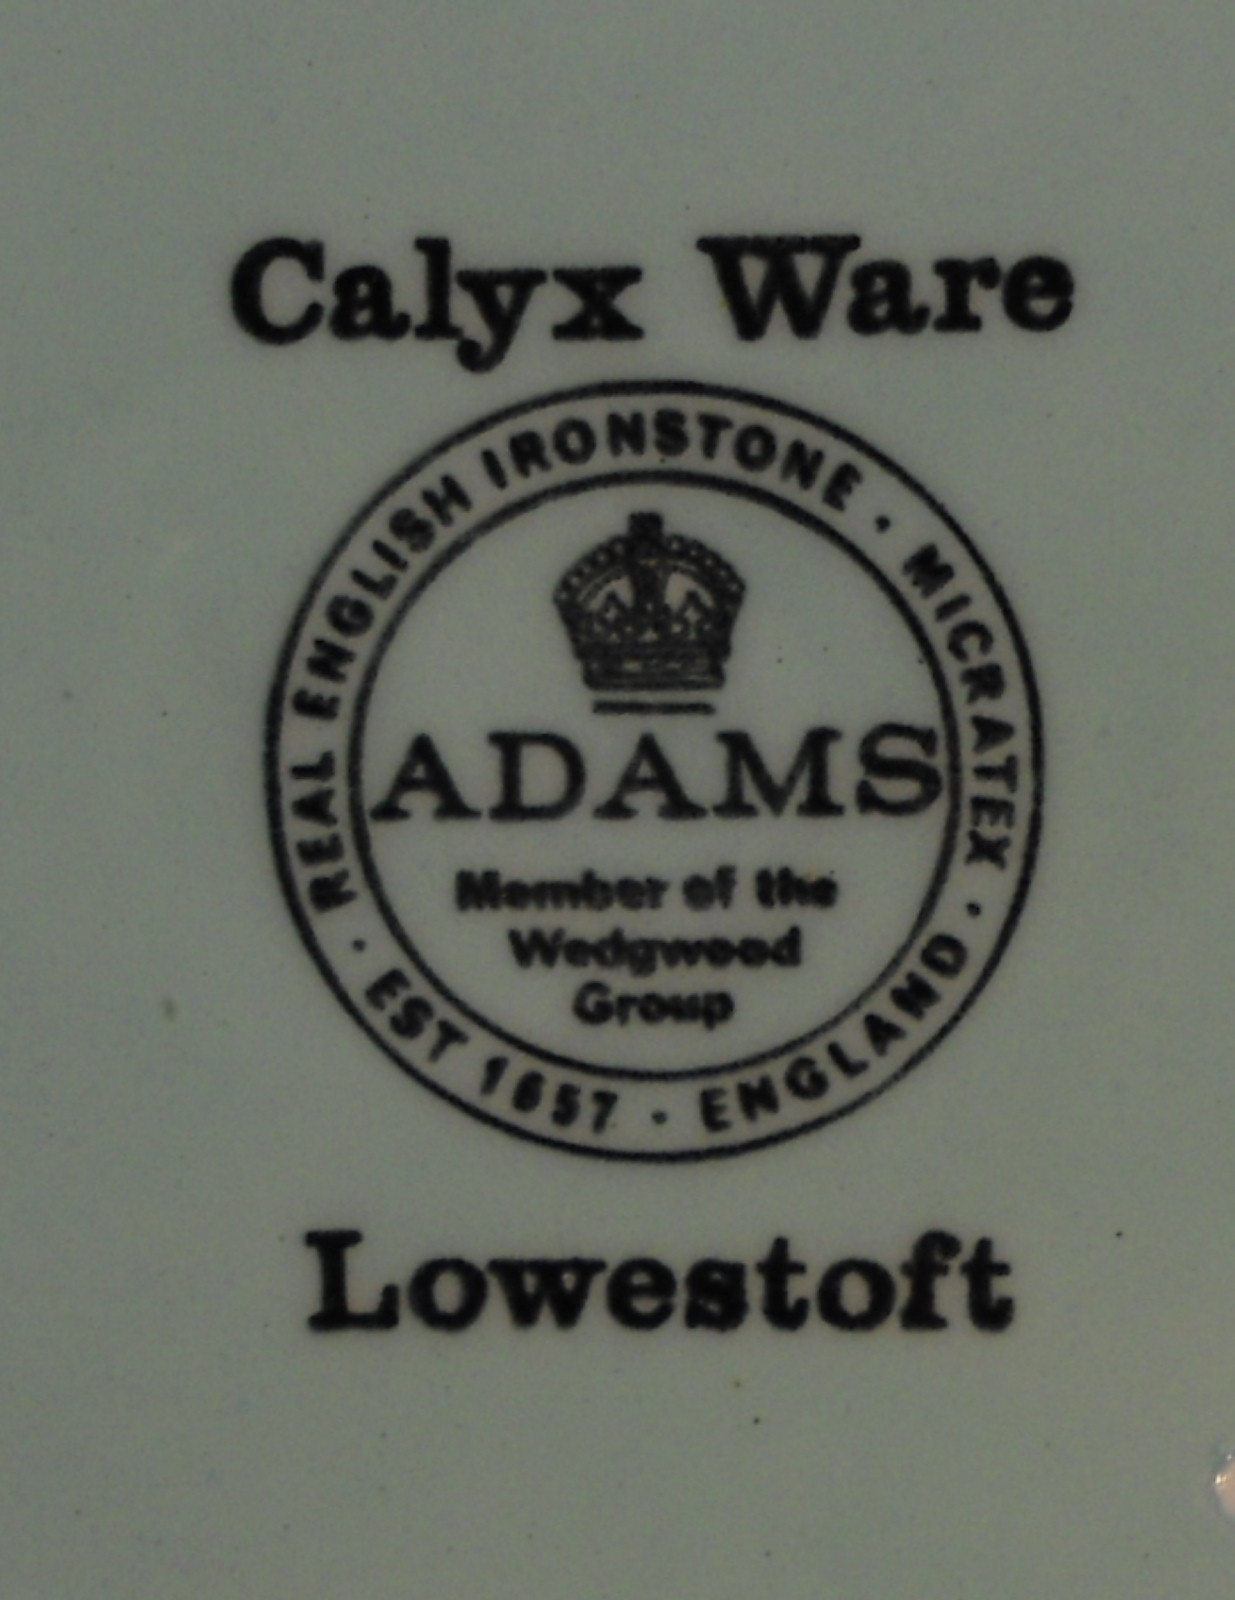 Calyx Ware
REAL ENGLISH IRONSTONE · MICRATEX · ENGLAND · EST 1657
ADAMS
Member of the
Wedgwood
Group
Lowestoft